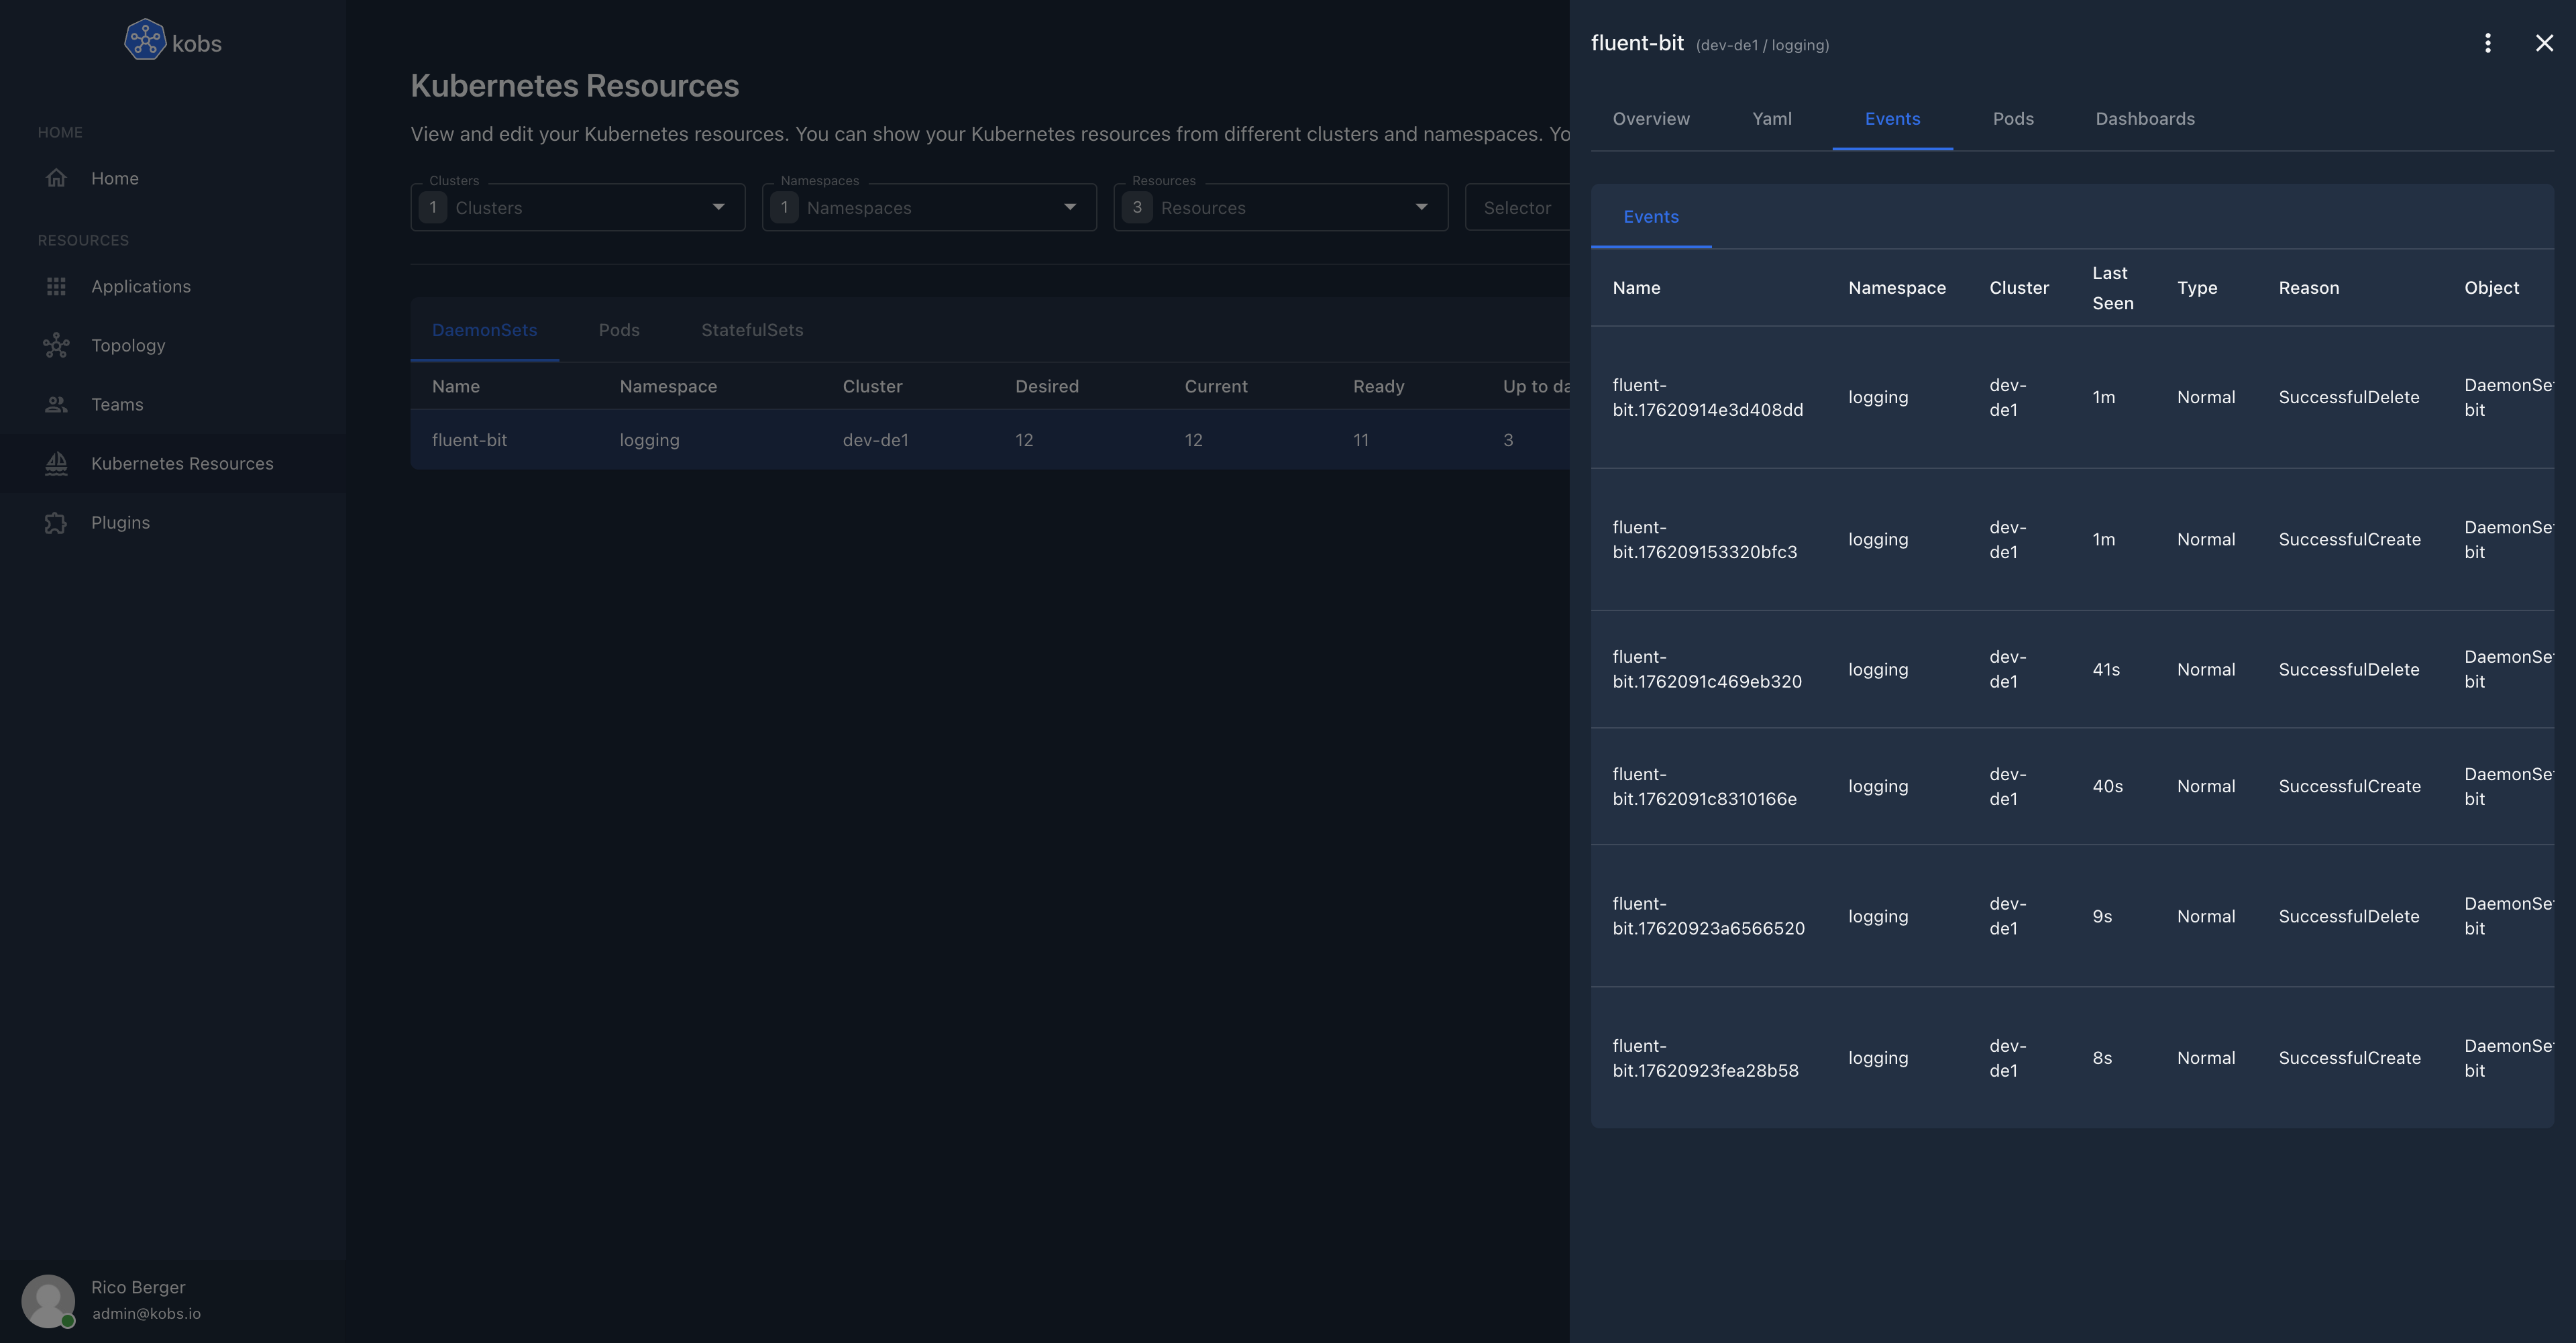 kobs
HOME
Home
RESOURCES
Applications
Topology
Teams
Kubernetes Resources
Plugins
Rico Berger
admin@kobs.io
Kubernetes Resources
View and edit your Kubernetes resources. You can show your Kubernetes resources from different clusters and namespaces. Yo
Clusters
1 Clusters
Namespaces
1 Namespaces
Resources
3 Resources
Selector
DaemonSets Pods StatefulSets
Name Namespace Cluster Desired Current Ready Up to da
fluent-bit logging dev-de1 12 12 11 3
fluent-bit (dev-de1 / logging)
Overview Yaml Events Pods Dashboards
Events
Name Namespace Cluster Last Seen Type Reason Object
fluent- dev- DaemonSet
logging 1m Normal SuccessfulDelete
bit.17620914e3d408dd de1 bit
fluent- dev- DaemonSet
logging 1m Normal SuccessfulCreate
bit.176209153320bfc3 de1 bit
fluent- dev- DaemonSet
logging 41s Normal SuccessfulDelete
bit.1762091c469eb320 de1 bit
fluent- dev- DaemonSet
logging 40s Normal SuccessfulCreate
bit.1762091c8310166e de1 bit
fluent- dev- DaemonSet
logging 9s Normal SuccessfulDelete
bit.17620923a6566520 de1 bit
fluent- dev- DaemonSet
logging 8s Normal SuccessfulCreate
bit.17620923fea28b58 de1 bit